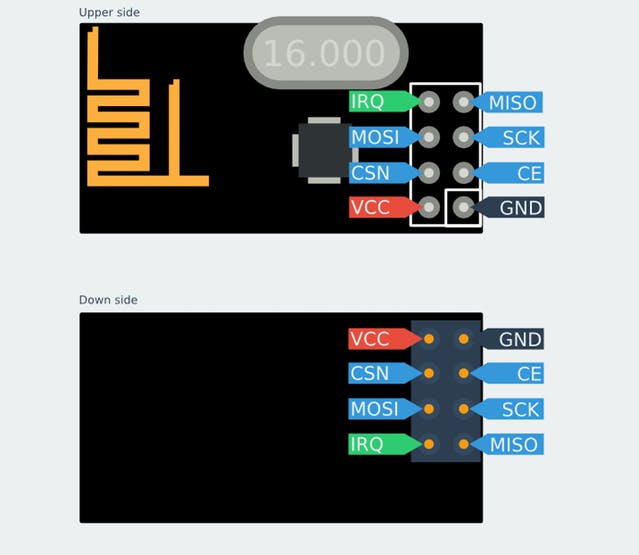 Upper side
16.000
IRQ MISO
MOSI SCK
CSN CE
VCC GND
Down side
VCC GND
CSN CE
MOSI SCK
IRQ MISO